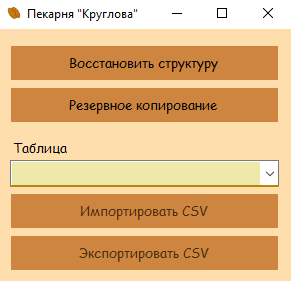 Пекарня "Круглова"
Восстановить структуру
Резервное копирование
Таблица
Импортировать CSV
Экспортировать CSV